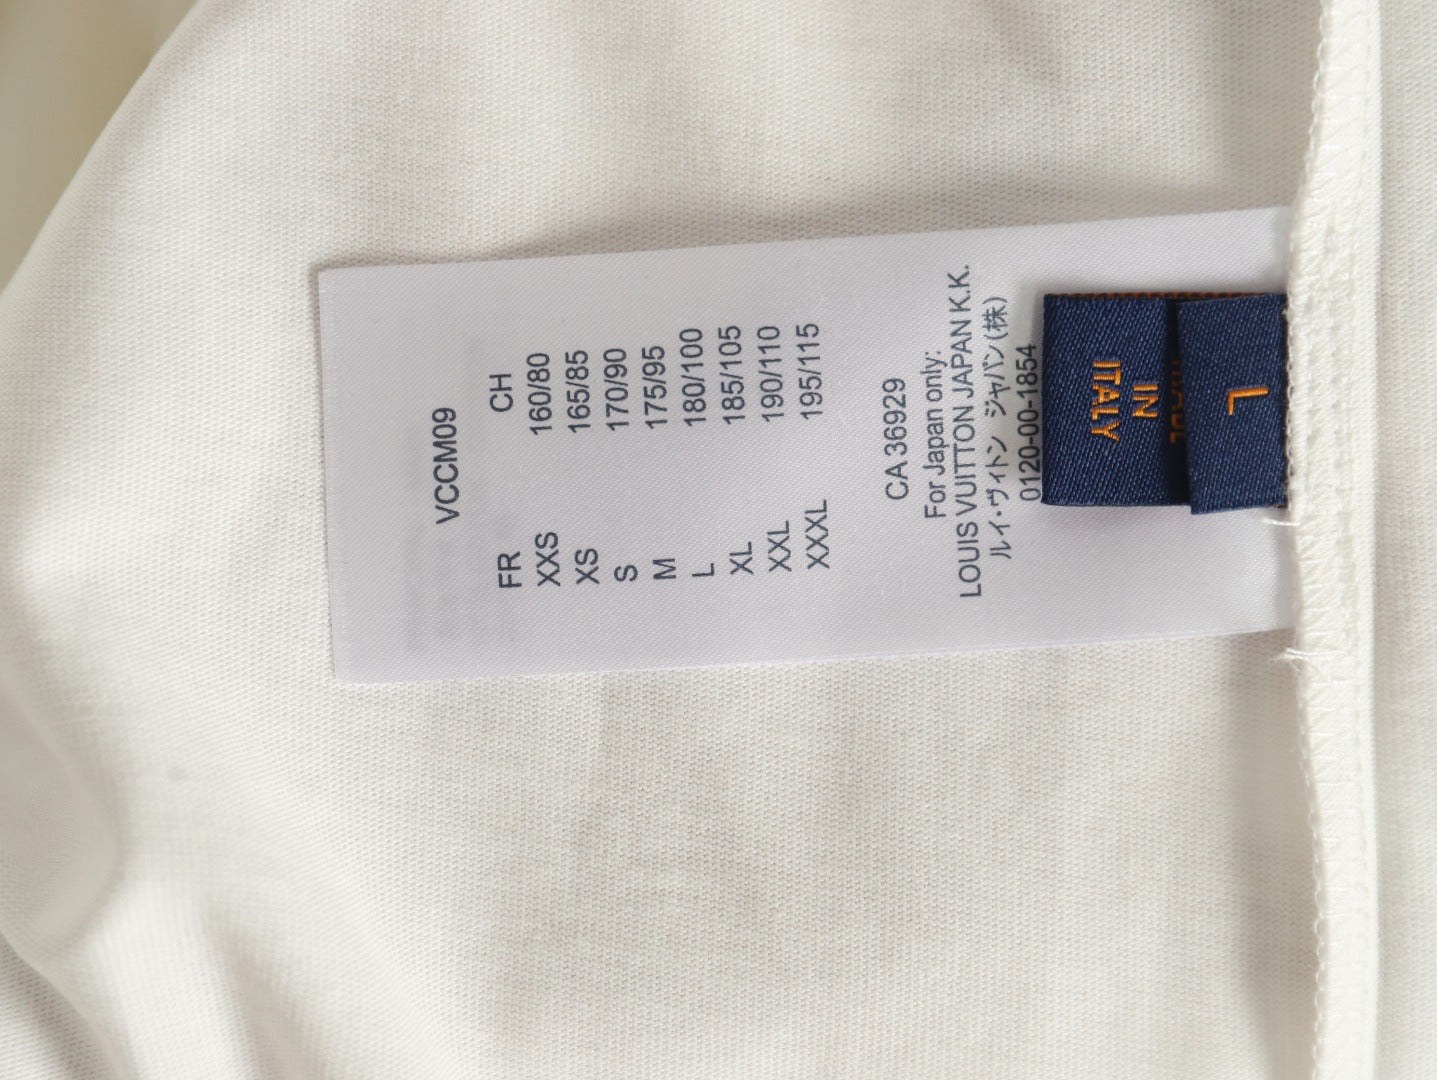 VCCM09
FR CH
XXS 160/80
XS 165/85
S 170/90
M 175/95
L 180/100
XL 185/105
XXL 190/110
XXXL 195/115
CA 36929
For Japan only:
LOUIS VUITTON JAPAN K.K.
ルイ・ヴィトン ジャパン(株)
0120-00-1854
IN
ITALY
L